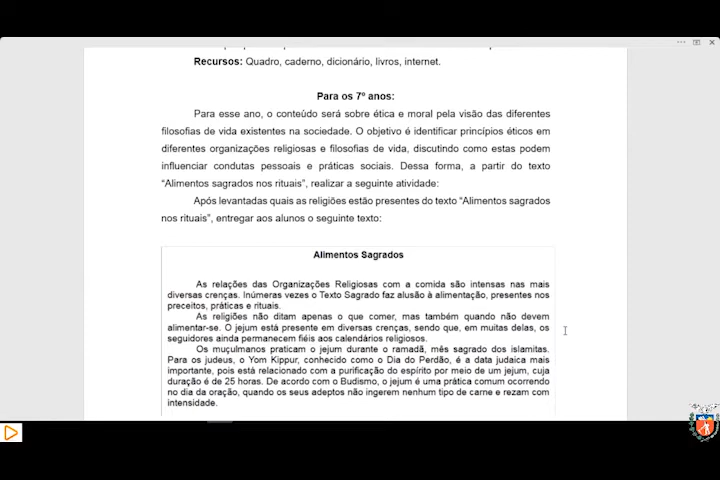 Recursos: Quadro, caderno, dicionário, livros, internet.
Para os 7º anos:
Para esse ano, o conteúdo será sobre ética e moral pela visão das diferentes
filosofias de vida existentes na sociedade. O objetivo é identificar princípios éticos em
diferentes organizações religiosas e filosofias de vida, discutindo como estas podem
influenciar condutas pessoais e práticas sociais. Dessa forma, a partir do texto
“Alimentos sagrados nos rituais”, realizar a seguinte atividade:
Após levantadas quais as religiões estão presentes do texto “Alimentos sagrados
nos rituais”, entregar aos alunos o seguinte texto:
Alimentos Sagrados
As relações das Organizações Religiosas com a comida são intensas nas mais
diversas crenças. Inúmeras vezes o Texto Sagrado faz alusão à alimentação, presentes nos
preceitos, práticas e rituais.
As religiões não ditam apenas o que comer, mas também quando não devem
alimentar-se. O jejum está presente em diversas crenças, sendo que, em muitas delas, os
seguidores ainda permanecem fiéis aos calendários religiosos.
Os muçulmanos praticam o jejum durante o ramadã, mês sagrado dos islamitas.
Para os judeus, o Yom Kippur, conhecido como o Dia do Perdão, é a data judaica mais
importante, pois está relacionado com a purificação do espírito por meio de um jejum, cuja
duração é de 25 horas. De acordo com o Budismo, o jejum é uma prática comum ocorrendo
no dia da oração, quando os seus adeptos não ingerem nenhum tipo de carne e rezam com
intensidade.